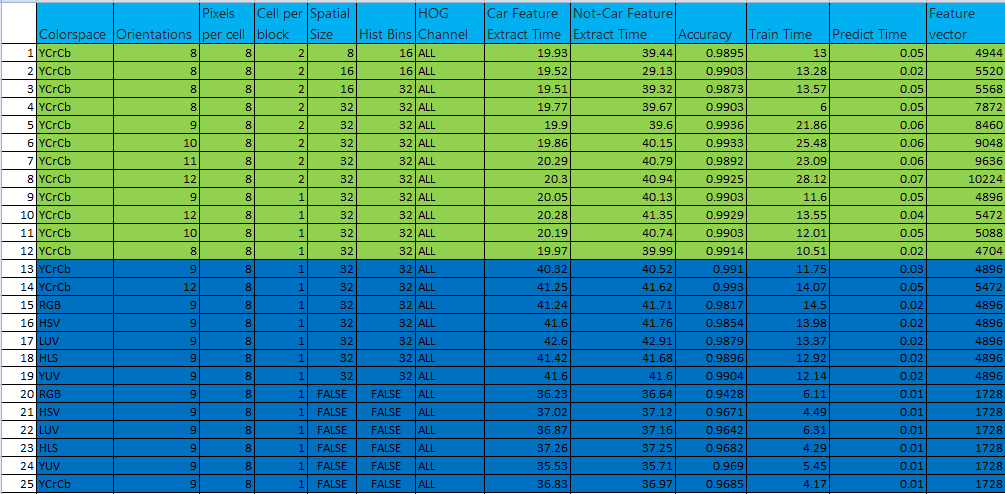 Pixels Cell per Spatial HOG Car Feature Not-Car Feature Feature
Colorspace Orientations per cell block Size Hist Bins Channel Extract Time Extract Time Accuracy Train Time Predict Time vector
1 YCrCb 8 8 2 8 16 ALL 19.93 39.44 0.9895 13 0.05 4944
2 YCrCb 8 8 2 16 16 ALL 19.52 29.13 0.9903 13.28 0.02 5520
3 YCrCb 8 8 2 16 32 ALL 19.51 39.32 0.9873 13.57 0.05 5568
4 YCrCb 8 8 2 32 32 ALL 19.77 39.67 0.9903 6 0.05 7872
5 YCrCb 9 8 2 32 32 ALL 19.9 39.6 0.9936 21.86 0.06 8460
6 YCrCb 10 8 2 32 32 ALL 19.86 40.15 0.9933 25.48 0.06 9048
7 YCrCb 11 8 2 32 32 ALL 20.29 40.79 0.9892 23.09 0.06 9636
8 YCrCb 12 8 2 32 32 ALL 20.3 40.94 0.9925 28.12 0.07 10224
9 YCrCb 9 8 1 32 32 ALL 20.05 40.13 0.9903 11.6 0.05 4896
10 YCrCb 12 8 1 32 32 ALL 20.28 41.35 0.9929 13.55 0.04 5472
11 YCrCb 10 8 1 32 32 ALL 20.19 40.74 0.9903 12.01 0.05 5088
12 YCrCb 8 8 1 32 32 ALL 19.97 39.99 0.9914 10.51 0.02 4704
13 YCrCb 9 8 1 32 32 ALL 40.32 40.52 0.991 11.75 0.03 4896
14 YCrCb 12 8 1 32 32 ALL 41.25 41.62 0.993 14.07 0.05 5472
15 RGB 9 8 1 32 32 ALL 41.24 41.71 0.9817 14.5 0.02 4896
16 HSV 9 8 1 32 32 ALL 41.6 41.76 0.9854 13.98 0.02 4896
17 LUV 9 8 1 32 32 ALL 42.6 42.91 0.9879 13.37 0.02 4896
18 HLS 9 8 1 32 32 ALL 41.42 41.68 0.9896 12.92 0.02 4896
19 YUV 9 8 1 32 32 ALL 41.6 41.6 0.9904 12.14 0.02 4896
20 RGB 9 8 1 FALSE FALSE ALL 36.23 36.64 0.9428 6.11 0.01 1728
21 HSV 9 8 1 FALSE FALSE ALL 37.02 37.12 0.9671 4.49 0.01 1728
22 LUV 9 8 1 FALSE FALSE ALL 36.87 37.16 0.9642 6.31 0.01 1728
23 HLS 9 8 1 FALSE FALSE ALL 37.26 37.25 0.9682 4.29 0.01 1728
24 YUV 9 8 1 FALSE FALSE ALL 35.53 35.71 0.969 5.45 0.01 1728
25 YCrCb 9 8 1 FALSE FALSE ALL 36.83 36.97 0.9685 4.17 0.01 1728